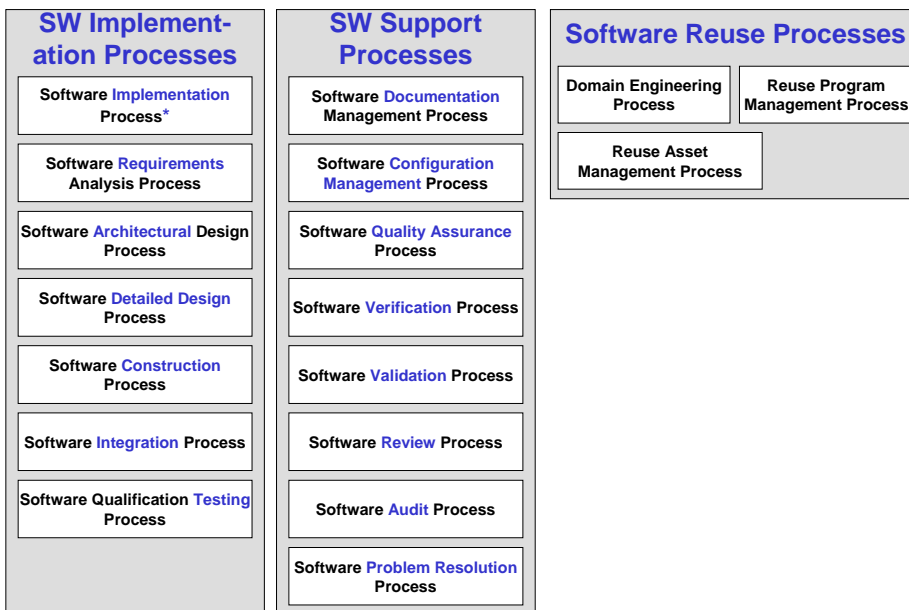 SW Implement-
ation Processes
Software Implementation
Process*
Software Requirements
Analysis Process
Software Architectural Design
Process
Software Detailed Design
Process
Software Construction
Process
Software Integration Process
Software Qualification Testing
Process
SW Support
Processes
Software Documentation
Management Process
Software Configuration
Management Process
Software Quality Assurance
Process
Software Verification Process
Software Validation Process
Software Review Process
Software Audit Process
Software Problem Resolution
Process
Software Reuse Processes
Domain Engineering
Process
Reuse Program
Management Process
Reuse Asset
Management Process